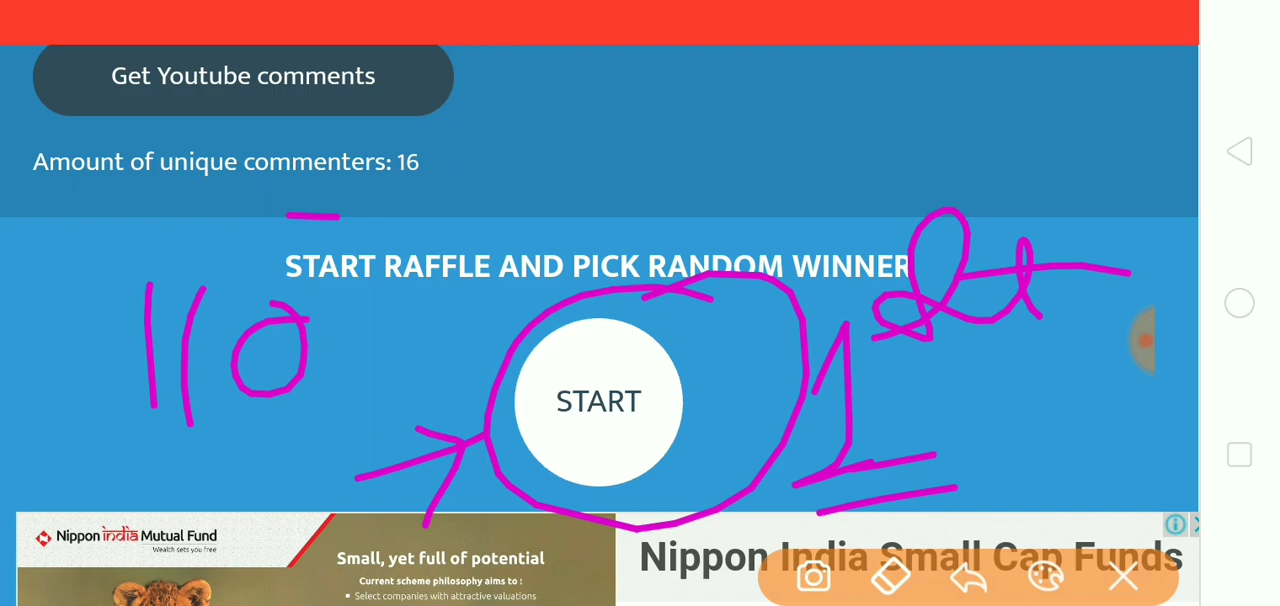 Get Youtube comments
Amount of unique commenters: 16
START RAFFLE AND PICK RANDOM WINNER
110
1
START
Nippon india Mutual Fund
Wealth sets you free
Small, yet full of potential
Current scheme philosophy aims to :
▪ Select companies with attractive valuations
Nippon India Small Cap Funds